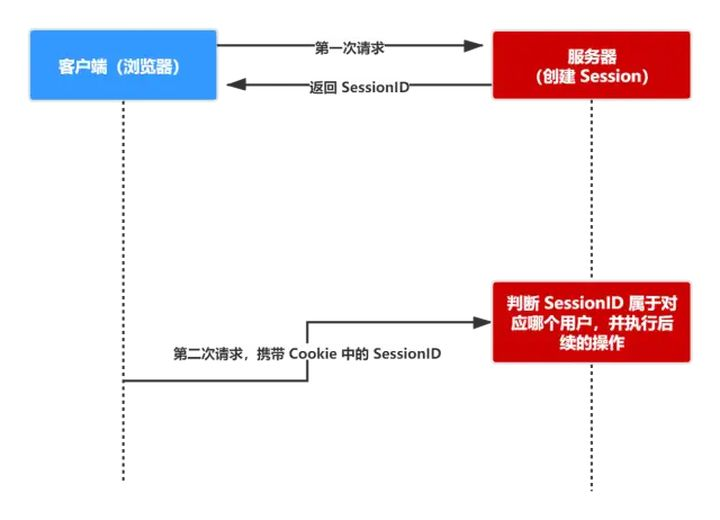 客户端（浏览器）
第一次请求
服务器
（创建 Session）
返回 SessionID
判断 SessionID 属于对
应哪个用户，并执行后
续的操作
第二次请求，携带 Cookie 中的 SessionID